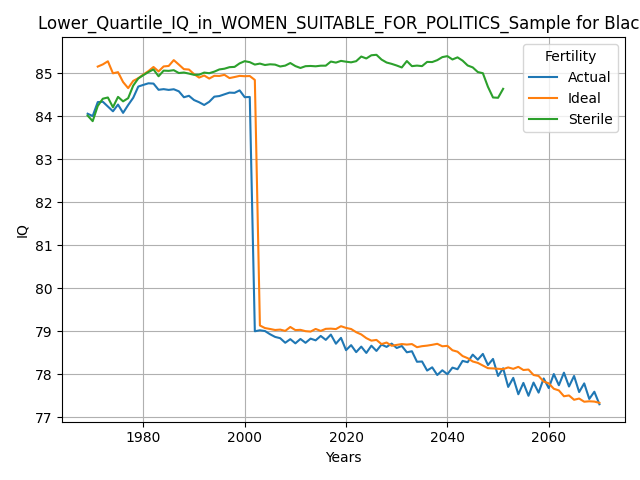 Lower_Quartile_IQ_in_WOMEN_SUITABLE_FOR_POLITICS_Sample for Blac
Fertility
Actual
Ideal
Sterile
85
84
83
82
81
80
79
78
77
IQ
1980 2000 2020 2040 2060
Years